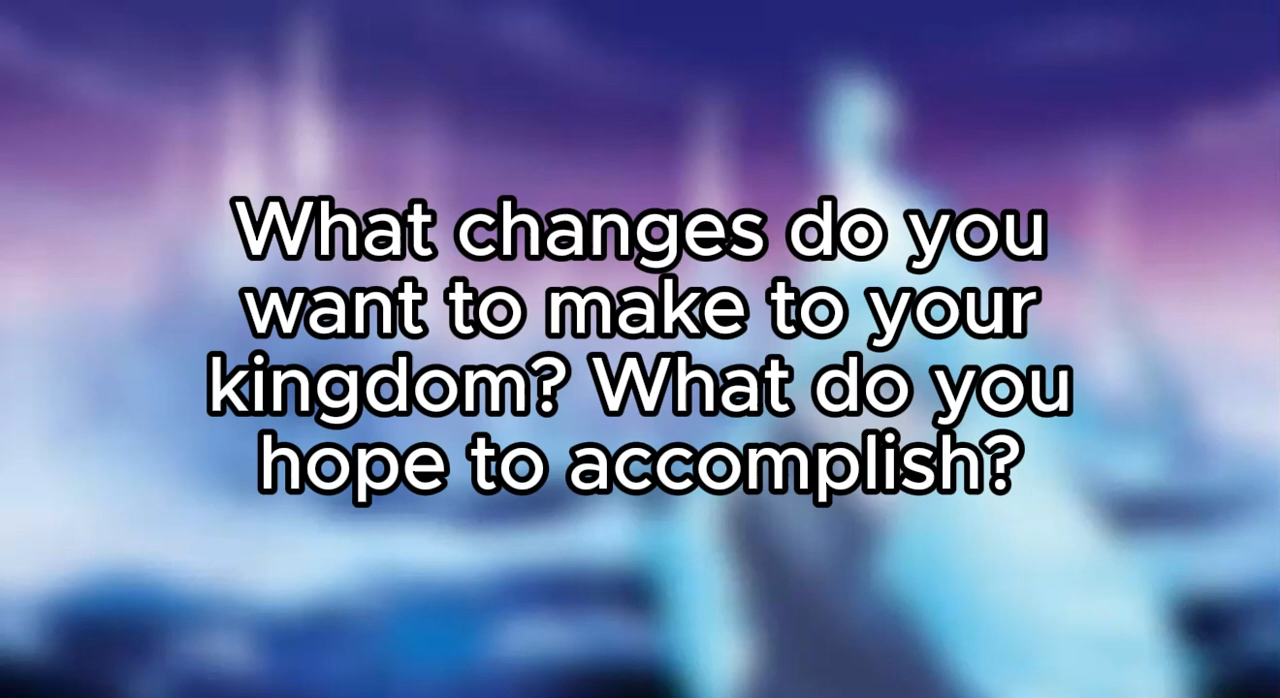 What changes do you
want to make to your
kingdom? What do you
hope to accomplish?